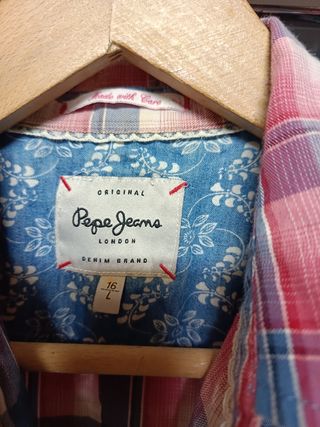 Made with Care
ORIGINAL
Pepe Jeans
LONDON
DENIM BRAND
16
L